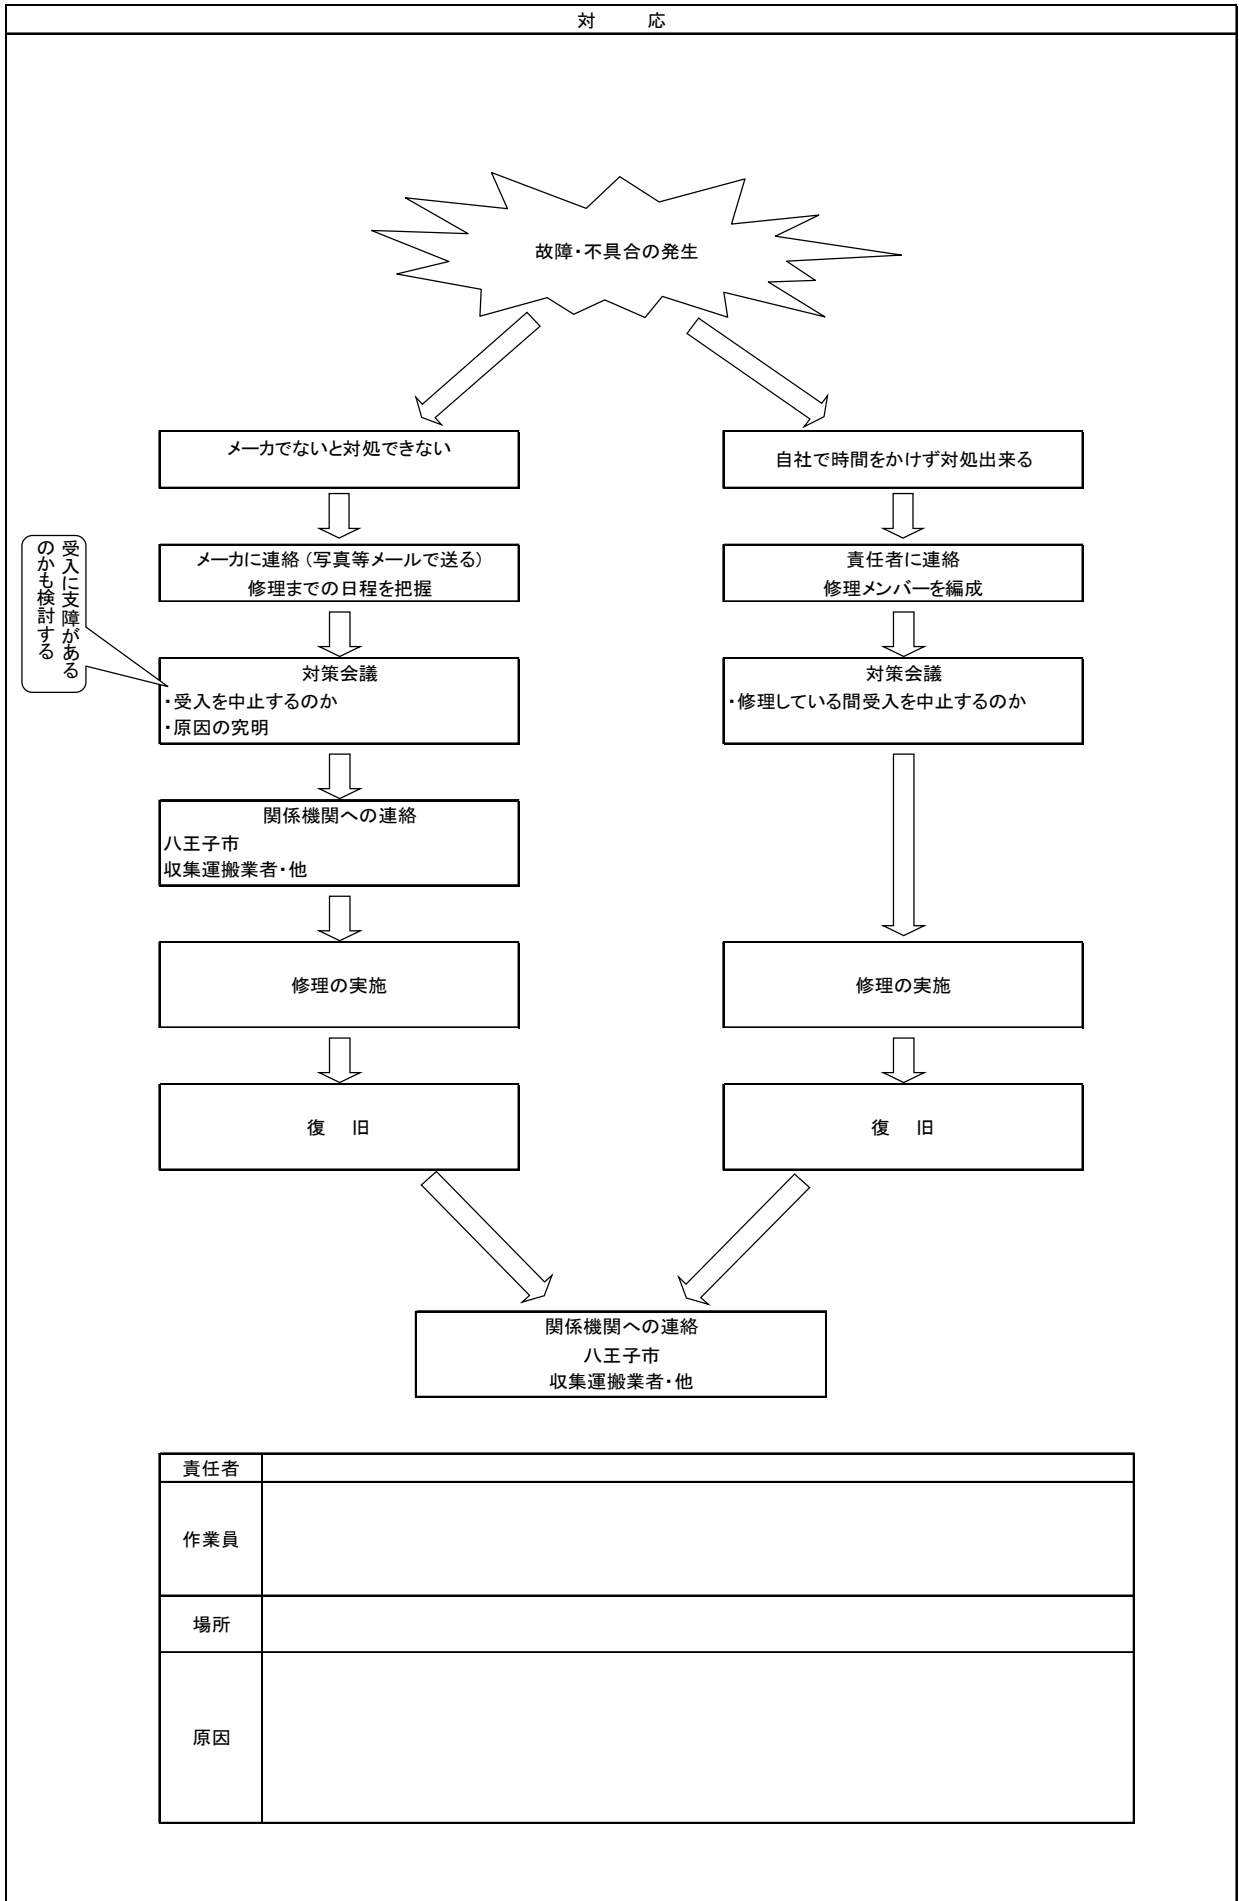 対　　応
故障・不具合の発生
メーカでないと対処できない
自社で時間をかけず対処出来る
メーカに連絡（写真等メールで送る）
修理までの日程を把握
責任者に連絡
修理メンバーを編成
受入に支障がある
のかも検討する
対策会議
・受入を中止するのか
・原因の究明
対策会議
・修理している間受入を中止するのか
関係機関への連絡
八王子市
収集運搬業者・他
修理の実施
修理の実施
復　旧
復　旧
関係機関への連絡
八王子市
収集運搬業者・他
責任者
作業員
場所
原因